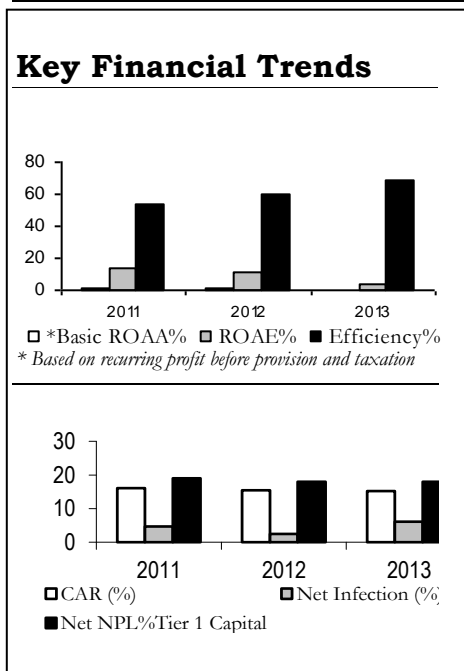 Key Financial Trends
80
60
40
20
0
2011 2012 2013
*Basic ROAA% ROAE% Efficiency%
* Based on recurring profit before provision and taxation
30
20
10
0
2011 2012 2013
CAR (%) Net Infection (%)
Net NPL%Tier 1 Capital